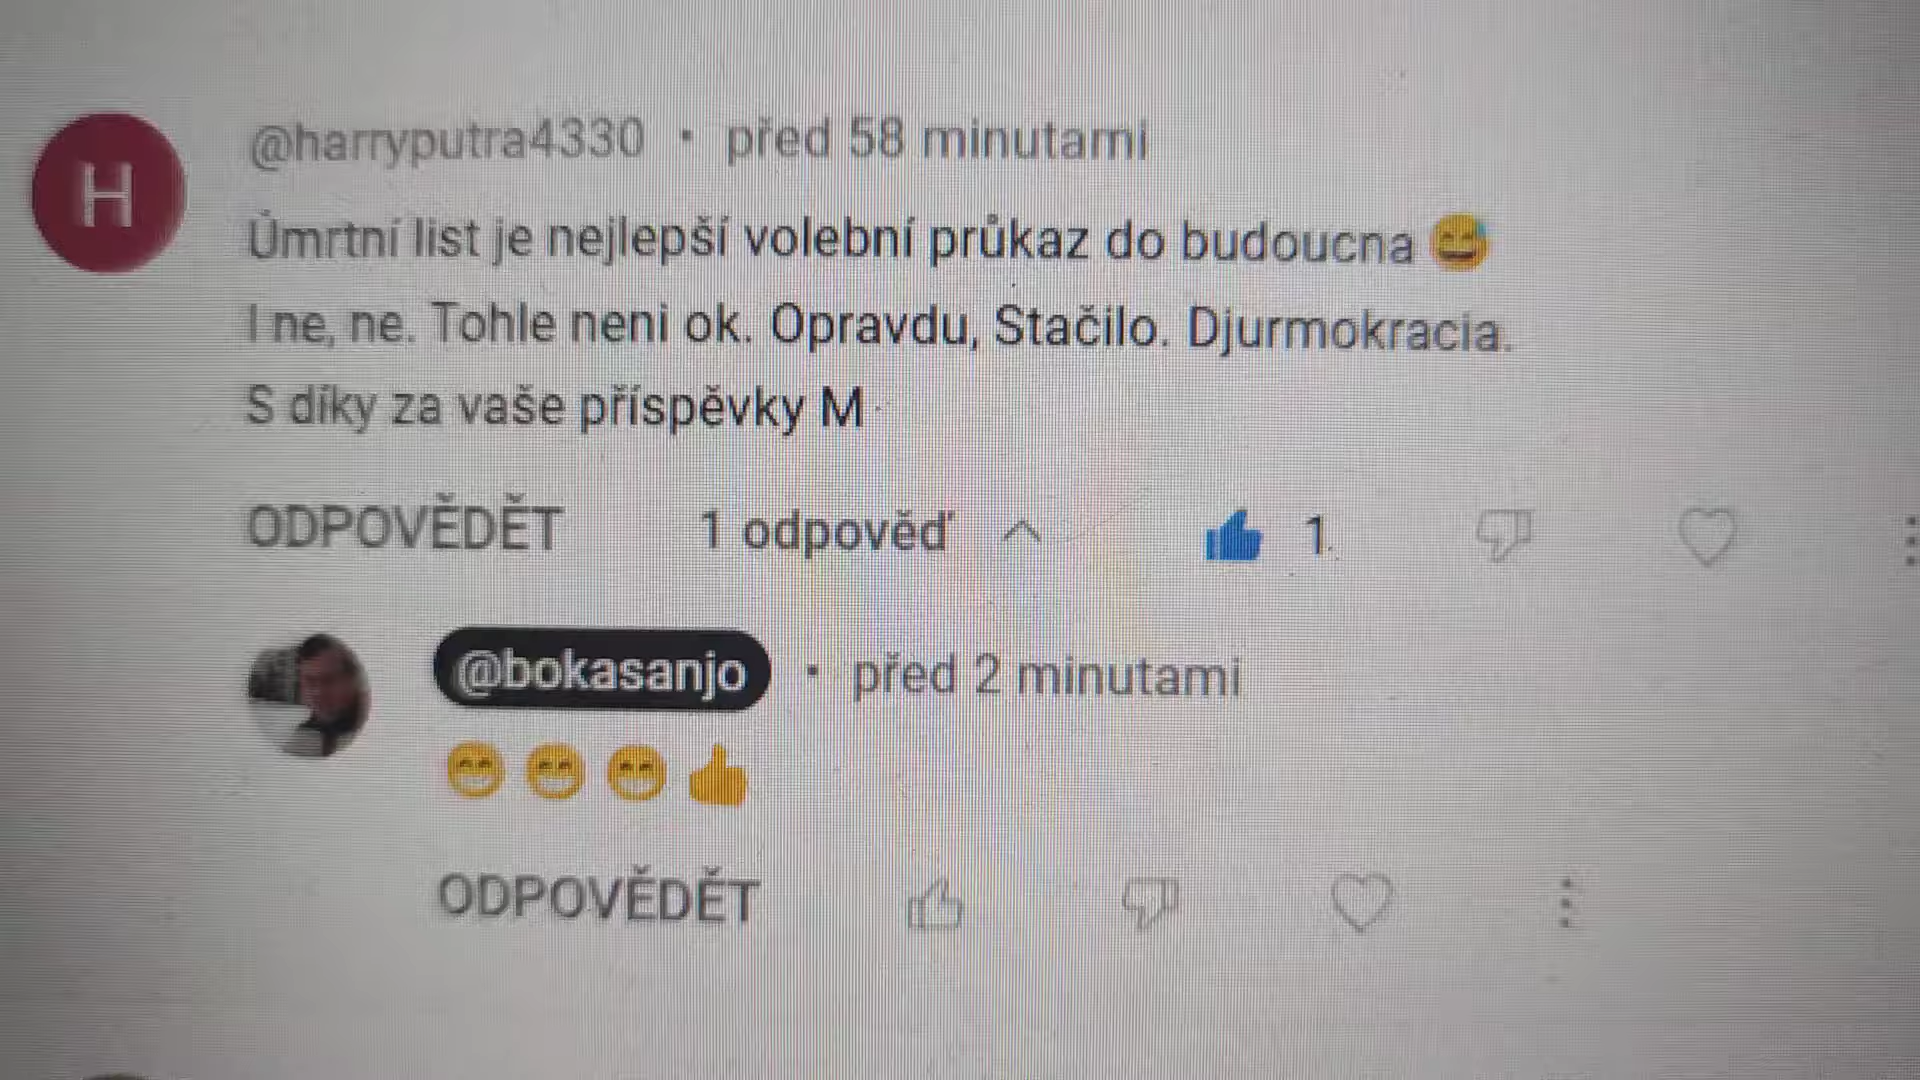 H
@harryputra4330 · před 58 minutami
Úmrtní list je nejlepší volební průkaz do budoucna 😅
I ne, ne. Tohle neni ok. Opravdu, Stačilo. Djurmokracia.
S díky za vaše příspěvky M
ODPOVĚDĚT 1 odpověď 1
@bokasanjo · před 2 minutami
😁😁😁👍
ODPOVĚDĚT